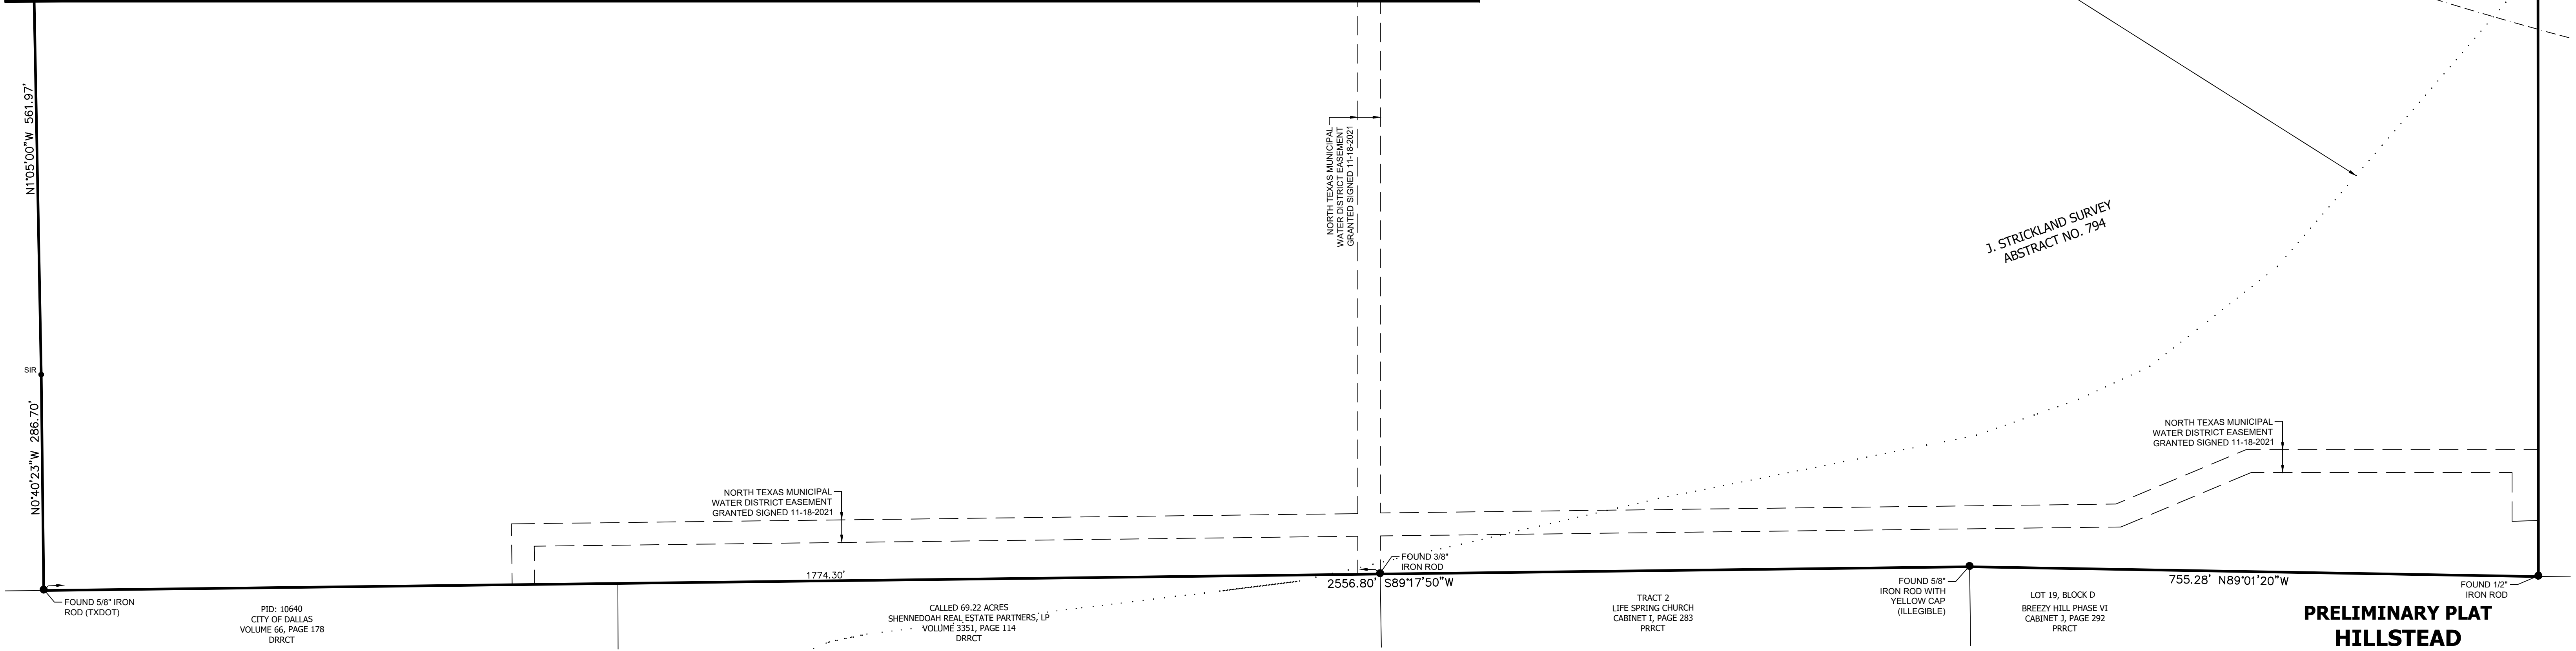 N1°05'00"W 561.97'
SIR
N0°40'23"W 286.70'
FOUND 5/8" IRON
ROD (TXDOT)
PID: 10640
CITY OF DALLAS
VOLUME 66, PAGE 178
DRRCT
NORTH TEXAS MUNICIPAL
WATER DISTRICT EASEMENT
GRANTED SIGNED 11-18-2021
1774.30'
CALLED 69.22 ACRES
SHENNEDOAH REAL ESTATE PARTNERS, LP
VOLUME 3351, PAGE 114
DRRCT
NORTH TEXAS MUNICIPAL
WATER DISTRICT EASEMENT
GRANTED SIGNED 11-18-2021
FOUND 3/8"
IRON ROD
2556.80' S89°17'50"W
TRACT 2
LIFE SPRING CHURCH
CABINET I, PAGE 283
PRRCT
J. STRICKLAND SURVEY
ABSTRACT NO. 794
FOUND 5/8"
IRON ROD WITH
YELLOW CAP
(ILLEGIBLE)
LOT 19, BLOCK D
BREEZY HILL PHASE VI
CABINET J, PAGE 292
PRRCT
NORTH TEXAS MUNICIPAL
WATER DISTRICT EASEMENT
GRANTED SIGNED 11-18-2021
755.28' N89°01'20"W
FOUND 1/2"
IRON ROD
PRELIMINARY PLAT
HILLSTEAD